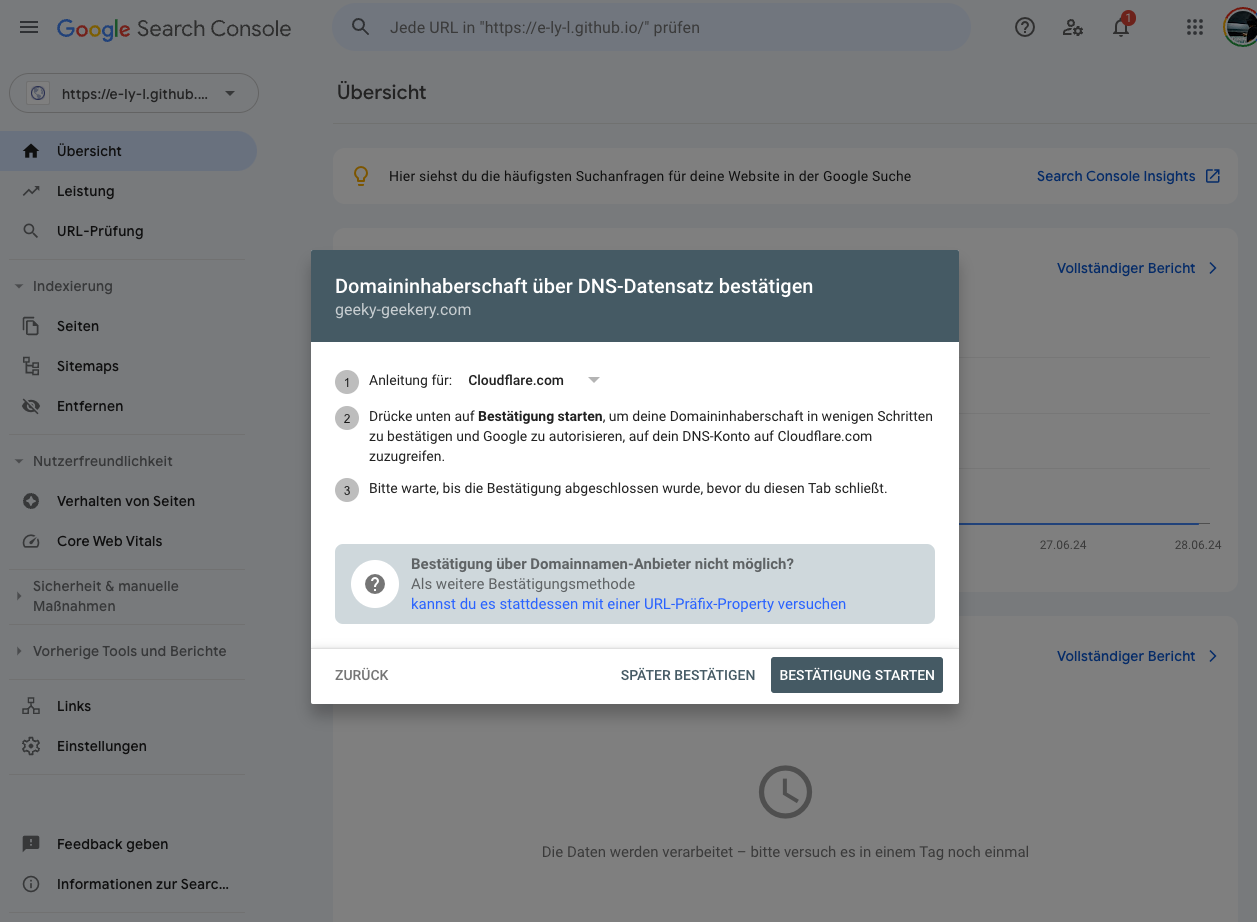 Google Search Console
Jede URL in "https://e-ly-l.github.io/" prüfen
1
https://e-ly-l.github....
Übersicht
Übersicht
Leistung
URL-Prüfung
Indexierung
Seiten
Sitemaps
Entfernen
Nutzerfreundlichkeit
Verhalten von Seiten
Core Web Vitals
Sicherheit & manuelle
Maßnahmen
Vorherige Tools und Berichte
Links
Einstellungen
Feedback geben
Informationen zur Searc...
Hier siehst du die häufigsten Suchanfragen für deine Website in der Google Suche
Search Console Insights
Vollständiger Bericht
Domaininhaberschaft über DNS-Datensatz bestätigen
geeky-geekery.com
1 Anleitung für: Cloudflare.com
2 Drücke unten auf Bestätigung starten, um deine Domaininhaberschaft in wenigen Schritten
zu bestätigen und Google zu autorisieren, auf dein DNS-Konto auf Cloudflare.com
zuzugreifen.
3 Bitte warte, bis die Bestätigung abgeschlossen wurde, bevor du diesen Tab schließt.
Bestätigung über Domainnamen-Anbieter nicht möglich?
Als weitere Bestätigungsmethode
kannst du es stattdessen mit einer URL-Präfix-Property versuchen
ZURÜCK
SPÄTER BESTÄTIGEN
BESTÄTIGUNG STARTEN
27.06.24
28.06.24
Vollständiger Bericht
Die Daten werden verarbeitet – bitte versuch es in einem Tag noch einmal